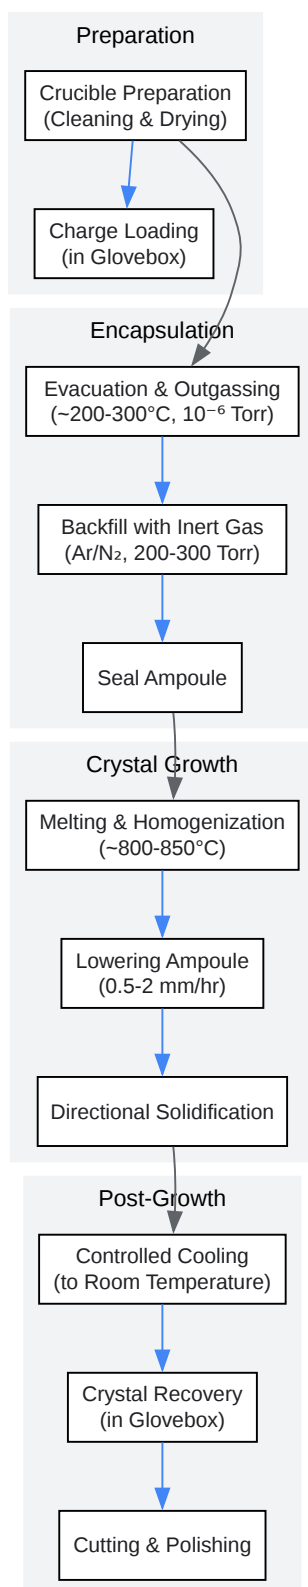 Preparation
Crucible Preparation
(Cleaning & Drying)
Charge Loading
(in Glovebox)
Encapsulation
Evacuation & Outgassing
(~200-300°C, 10⁻⁶ Torr)
Backfill with Inert Gas
(Ar/N₂, 200-300 Torr)
Seal Ampoule
Crystal Growth
Melting & Homogenization
(~800-850°C)
Lowering Ampoule
(0.5-2 mm/hr)
Directional Solidification
Post-Growth
Controlled Cooling
(to Room Temperature)
Crystal Recovery
(in Glovebox)
Cutting & Polishing